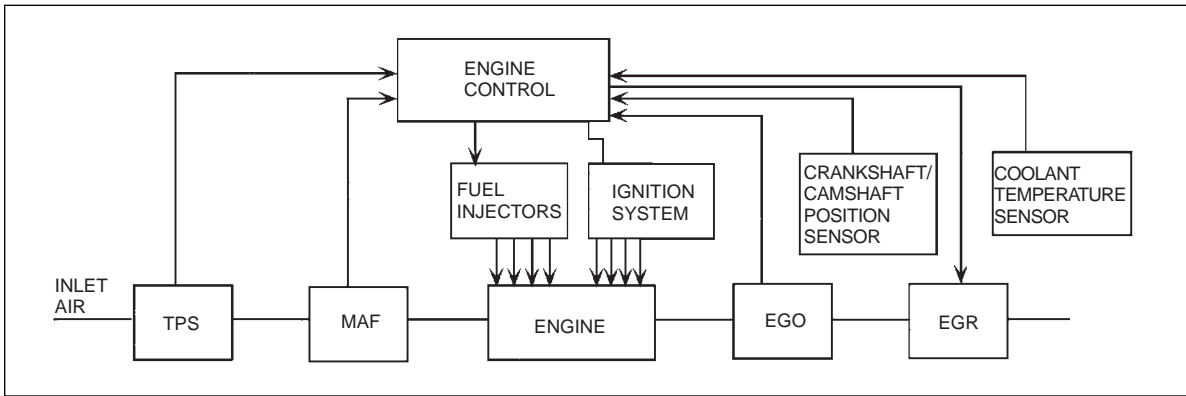 ENGINE
CONTROL
FUEL
INJECTORS
IGNITION
SYSTEM
CRANKSHAFT/
CAMSHAFT
POSITION
SENSOR
COOLANT
TEMPERATURE
SENSOR
INLET
AIR
TPS
MAF
ENGINE
EGO
EGR